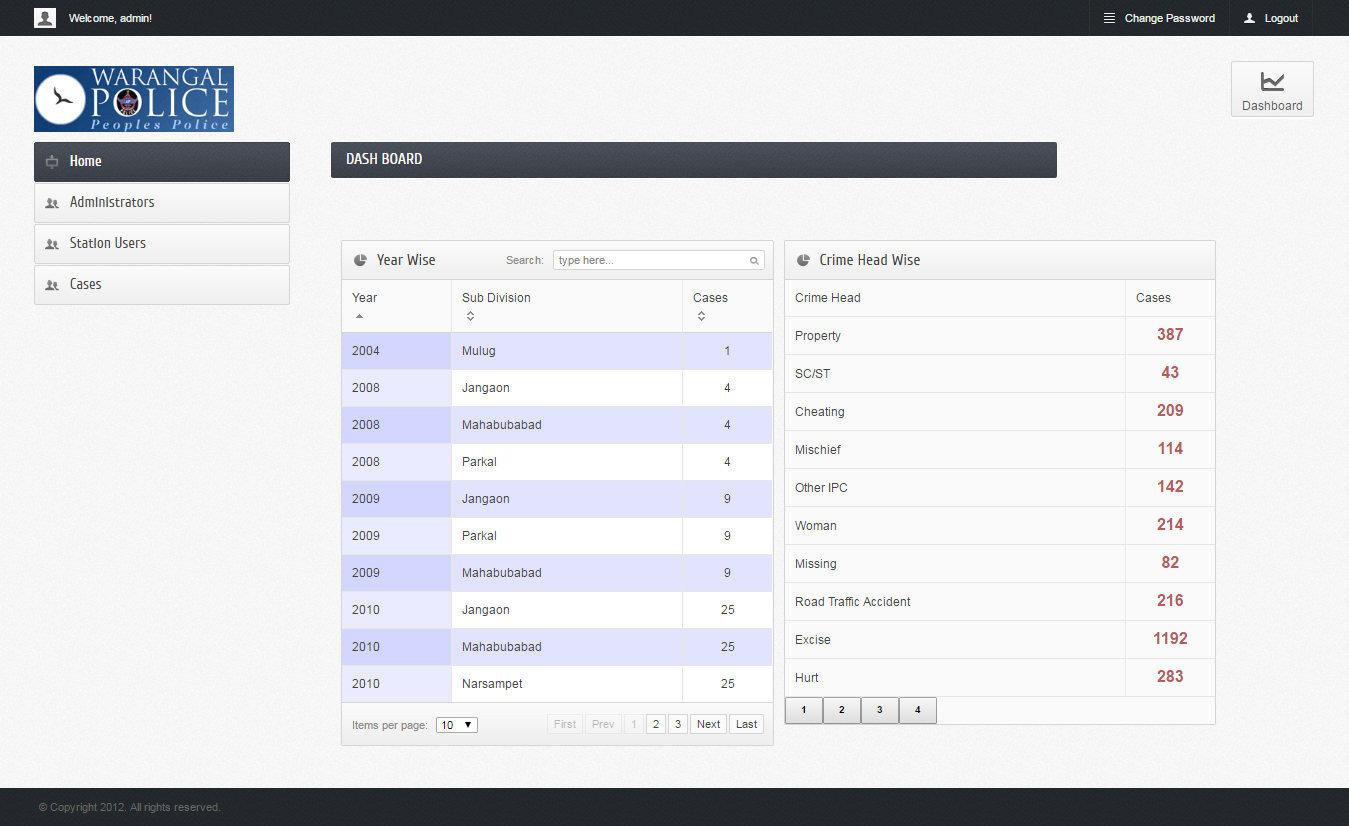 Welcome, admin!
Change Password
Logout
WARANGAL
POLICE
Peoples Police
Dashboard
Home
Administrators
Station Users
Cases
DASH BOARD
Year Wise
Search: type here...
Year Sub Division Cases
2004 Mulug 1
2008 Jangaon 4
2008 Mahabubabad 4
2008 Parkal 4
2009 Jangaon 9
2009 Parkal 9
2009 Mahabubabad 9
2010 Jangaon 25
2010 Mahabubabad 25
2010 Narsampet 25
Items per page: 10 First Prev 1 2 3 Next Last
Crime Head Wise
Crime Head Cases
Property 387
SC/ST 43
Cheating 209
Mischief 114
Other IPC 142
Woman 214
Missing 82
Road Traffic Accident 216
Excise 1192
Hurt 283
1 2 3 4
© Copyright 2012. All rights reserved.